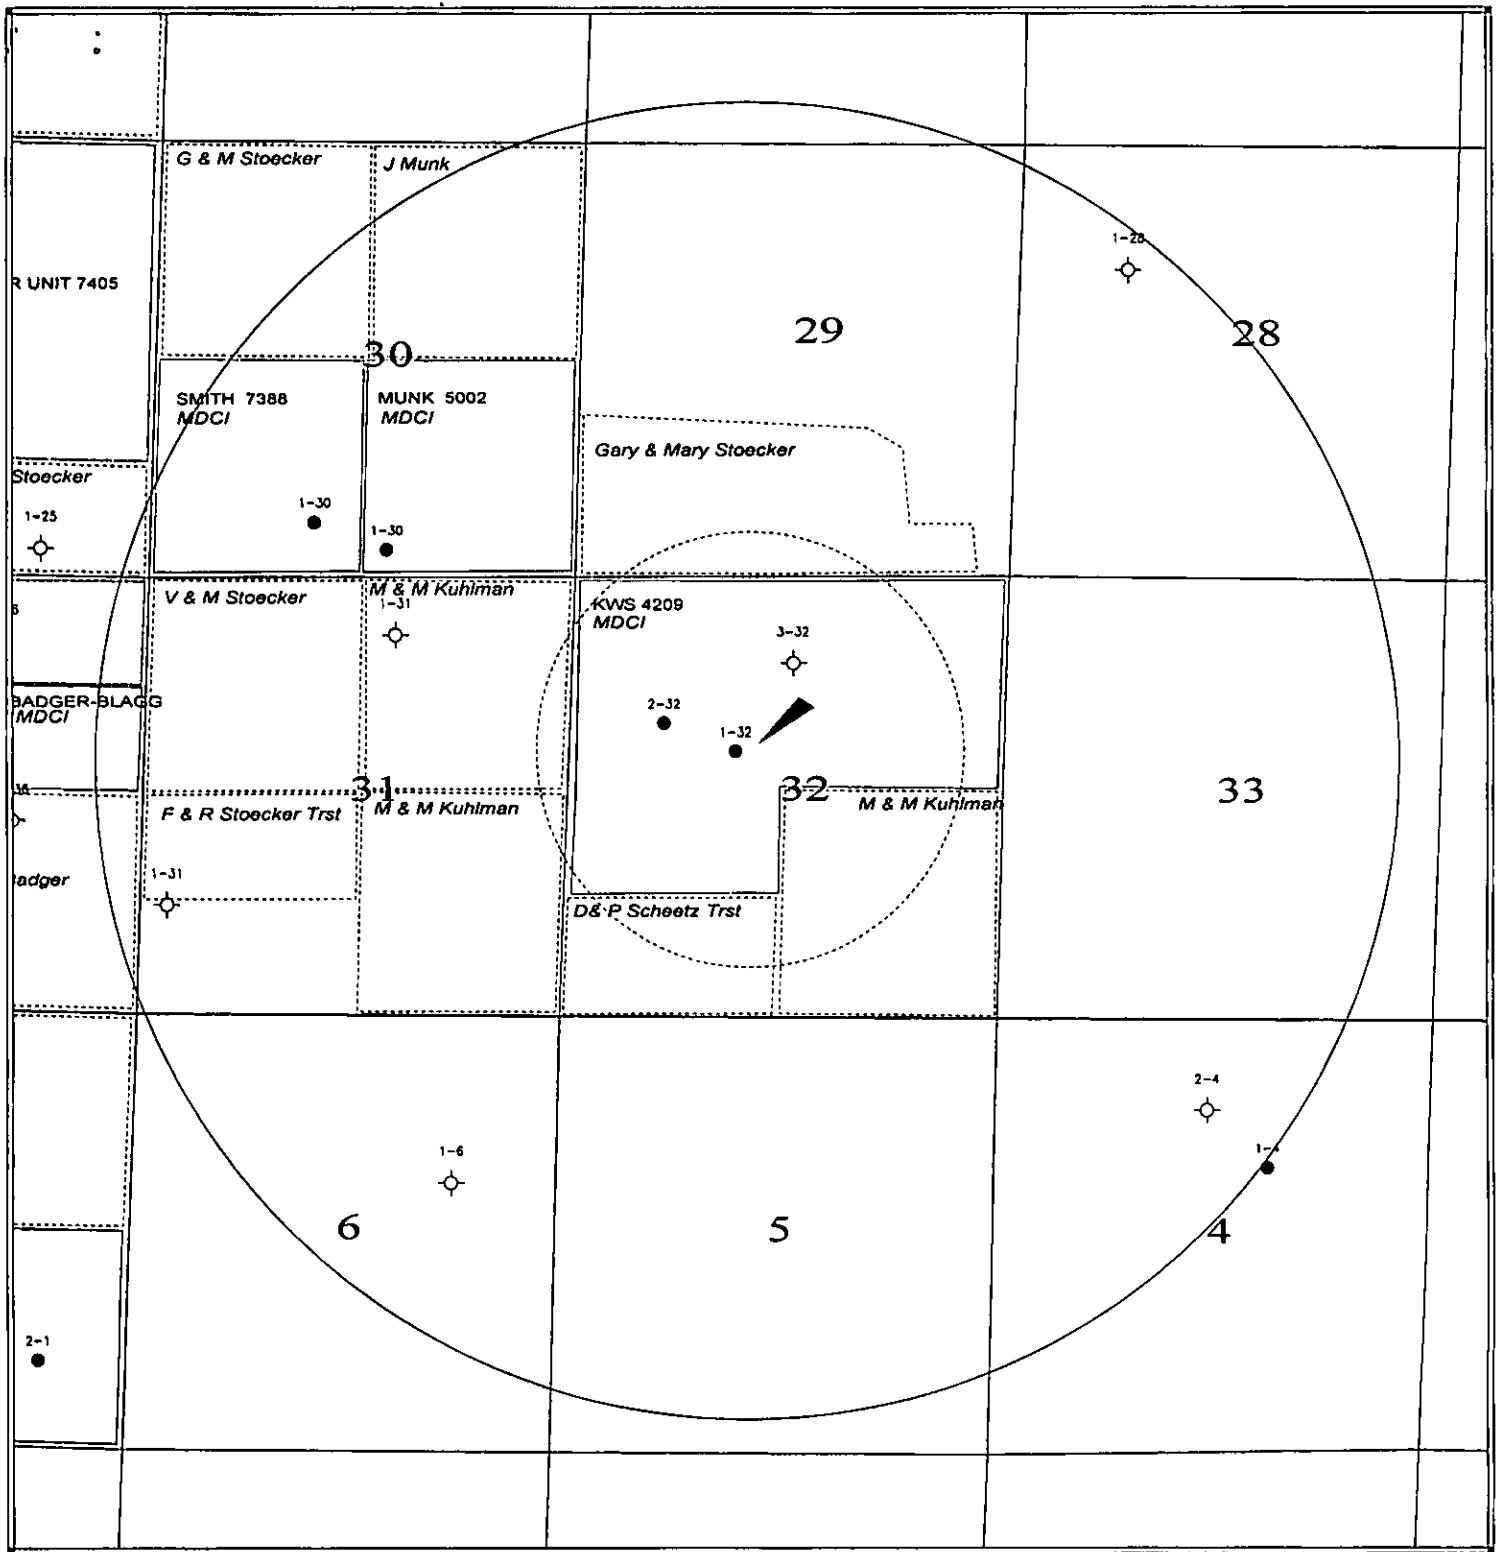 G & M Stoecker
J Munk
1-28
R UNIT 7405
29
28
30
SMITH 7388
MDCI
MUNK 5002
MDCI
Gary & Mary Stoecker
Stoecker
1-25
1-30
1-30
V & M Stoecker
M & M Kuhlman
1-31
KWS 4209
MDCI
3-32
BADGER-BLAGG
MDCI
2-32
1-32
31
32
33
F & R Stoecker Trst
M & M Kuhlman
M & M Kuhlman
1-31
adger
D& P Scheetz Trst
2-4
1-6
6
5
4
2-1